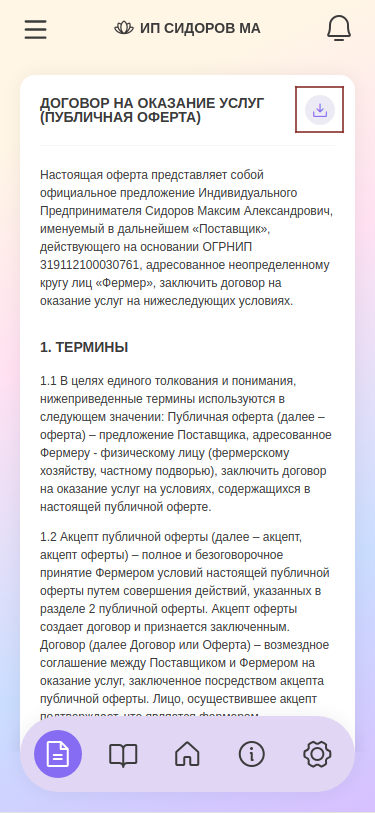 ИП СИДОРОВ МА
ДОГОВОР НА ОКАЗАНИЕ УСЛУГ
(ПУБЛИЧНАЯ ОФЕРТА)
Настоящая оферта представляет собой
официальное предложение Индивидуального
Предпринимателя Сидоров Максим Александрович,
именуемый в дальнейшем «Поставщик»,
действующего на основании ОГРНИП
319112100030761, адресованное неопределенному
кругу лиц «Фермер», заключить договор на
оказание услуг на нижеследующих условиях.
1. ТЕРМИНЫ
1.1 В целях единого толкования и понимания,
нижеприведенные термины используются в
следующем значении: Публичная оферта (далее –
оферта) – предложение Поставщика, адресованное
Фермеру - физическому лицу (фермерскому
хозяйству, частному подворью), заключить договор
на оказание услуг на условиях, содержащихся в
настоящей публичной оферте.
1.2 Акцепт публичной оферты (далее – акцепт,
акцепт оферты) – полное и безоговорочное
принятие Фермером условий настоящей публичной
оферты путем совершения действий, указанных в
разделе 2 публичной оферты. Акцепт оферты
создает договор и признается заключенным.
Договор (далее Договор или Оферта) – возмездное
соглашение между Поставщиком и Фермером на
оказание услуг, заключенное посредством акцепта
публичной оферты. Лицо, осуществившее акцепт
подтверждает, что является фермером